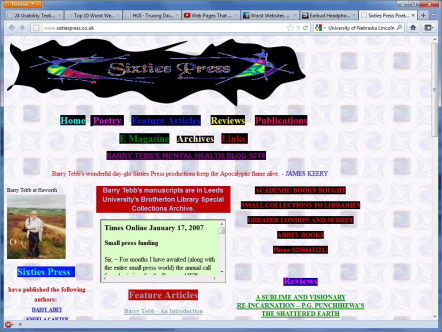 Firefox
24 Usability Testi...
Top 10 Worst We...
HUI - Truong Dai...
Web Pages That ...
Worst Websites ...
Earbud Headpho...
Sixties Press Poet...
www.sixtiespress.co.uk
University of Nebraska Lincoln
Sixties Press
Home Poetry Feature Articles Reviews Publications
E Magazine Archives Links
BARRY TEBB'S MENTAL HEALTH BLOG SITE
Barry Tebb's wonderful day-glo Sixties Press productions keep the Apocalyptic flame alive. - JAMES KEERY
Barry Tebb at Haworth
Sixties Press
have published the following
authors:
DAISY ABEY
ANGELA CARTER
Barry Tebb's manuscripts are in Leeds
University's Brotherton Library Special
Collections Archive.
Times Online January 17, 2007
Small press funding
Sir, – For months I have awaited (along with
the entire small press world) the annual call
Feature Articles
Barry Tebb - An Introduction
ACADEMIC BOOKS BOUGHT
SMALL COLLECTIONS TO LIBRARIES
GREATER LONDON AND SURREY
ABBEY BOOKS
Phone 02086412212
Reviews
A SUBLIME AND VISIONARY
RE-INCARNATION – P.G. PUNCHIHEWA'S
THE SHATTERED EARTH